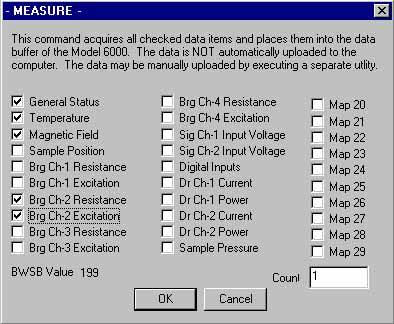 - MEASURE -
This command acquires all checked data items and places them into the data
buffer of the Model 6000. The data is NOT automatically uploaded to the
computer. The data may be manually uploaded by executing a separate utlity.
General Status
Temperature
Magnetic Field
Sample Position
Brg Ch-1 Resistance
Brg Ch-1 Excitation
Brg Ch-2 Resistance
Brg Ch-2 Excitation
Brg Ch-3 Resistance
Brg Ch-3 Excitation
Brg Ch-4 Resistance
Brg Ch-4 Excitation
Sig Ch-1 Input Voltage
Sig Ch-2 Input Voltage
Digital Inputs
Dr Ch-1 Current
Dr Ch-1 Power
Dr Ch-2 Current
Dr Ch-2 Power
Sample Pressure
Map 20
Map 21
Map 22
Map 23
Map 24
Map 25
Map 26
Map 27
Map 28
Map 29
BWSB Value 199
Count 1
OK
Cancel